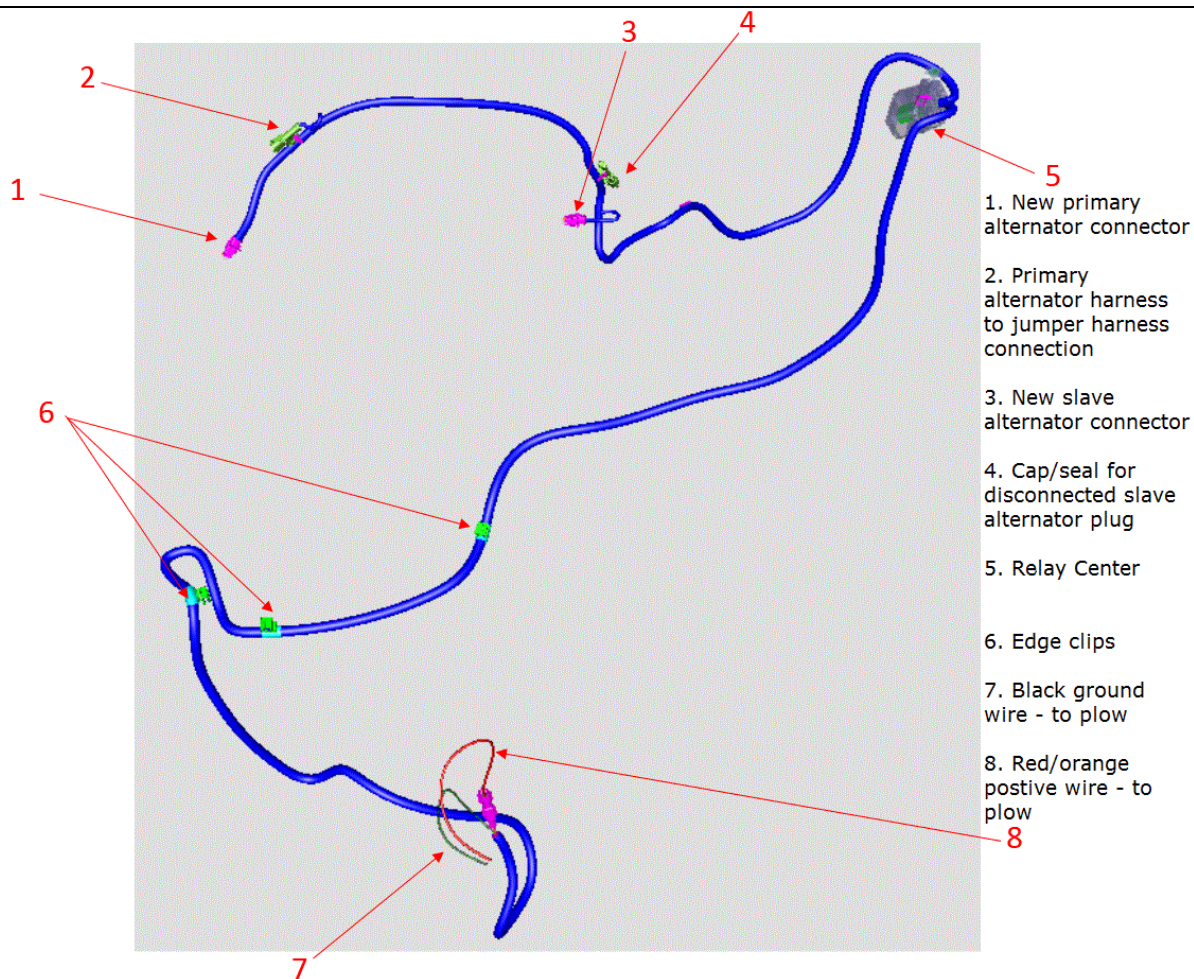 3
4
2
1
5
1. New primary
alternator connector
2. Primary
alternator harness
to jumper harness
connection
3. New slave
alternator connector
6
4. Cap/seal for
disconnected slave
alternator plug
5. Relay Center
6. Edge clips
7. Black ground
wire - to plow
8. Red/orange
postive wire - to
plow
8
7